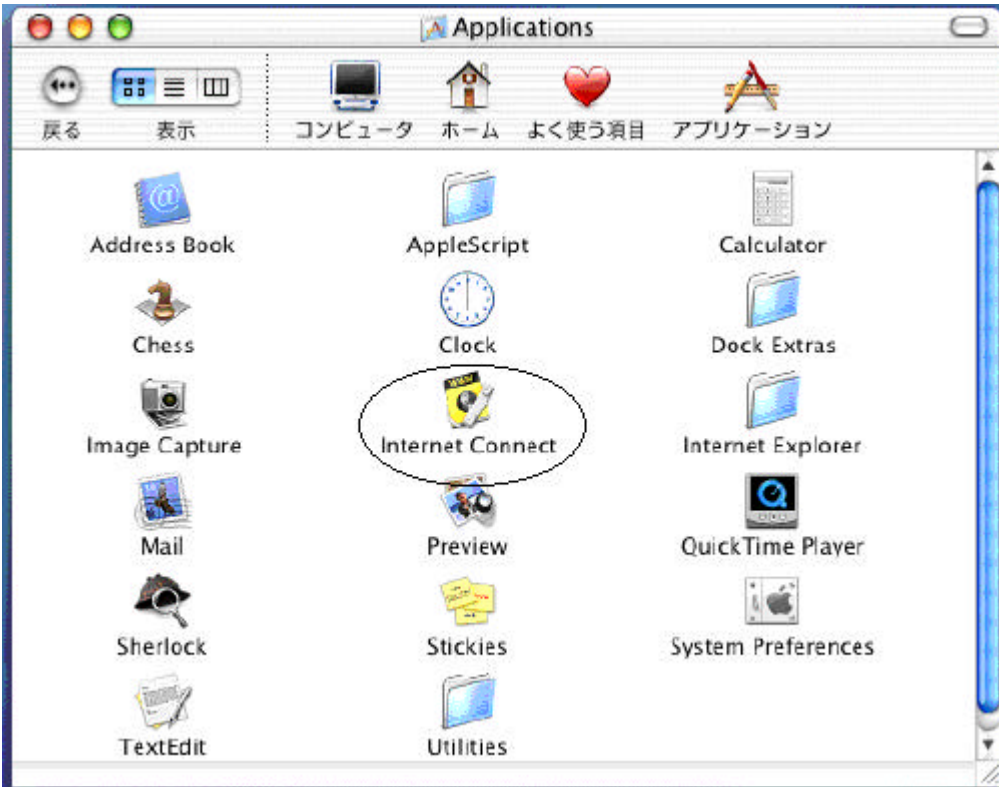 Applications
戻る 表示 コンピュータ ホーム よく使う項目 アプリケーション
Address Book AppleScript Calculator
Chess Clock Dock Extras
Image Capture Internet Connect Internet Explorer
Mail Preview QuickTime Player
Sherlock Stickies System Preferences
TextEdit Utilities